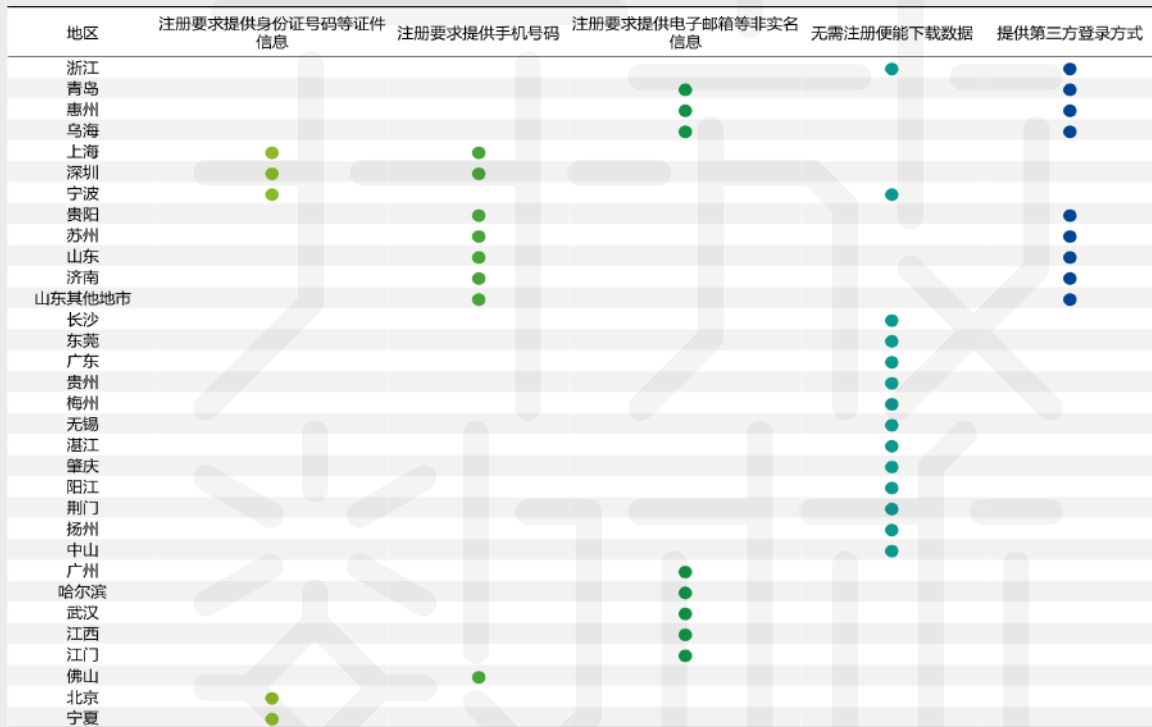 地区
注册要求提供身份证号码等证件
信息
注册要求提供手机号码
注册要求提供电子邮箱等非实名
信息
无需注册便能下载数据
提供第三方登录方式
浙江
青岛
惠州
乌海
上海
深圳
宁波
贵阳
苏州
山东
济南
山东其他地市
长沙
东莞
广东
贵州
梅州
无锡
湛江
肇庆
阳江
荆门
扬州
中山
广州
哈尔滨
武汉
江西
江门
佛山
北京
宁夏